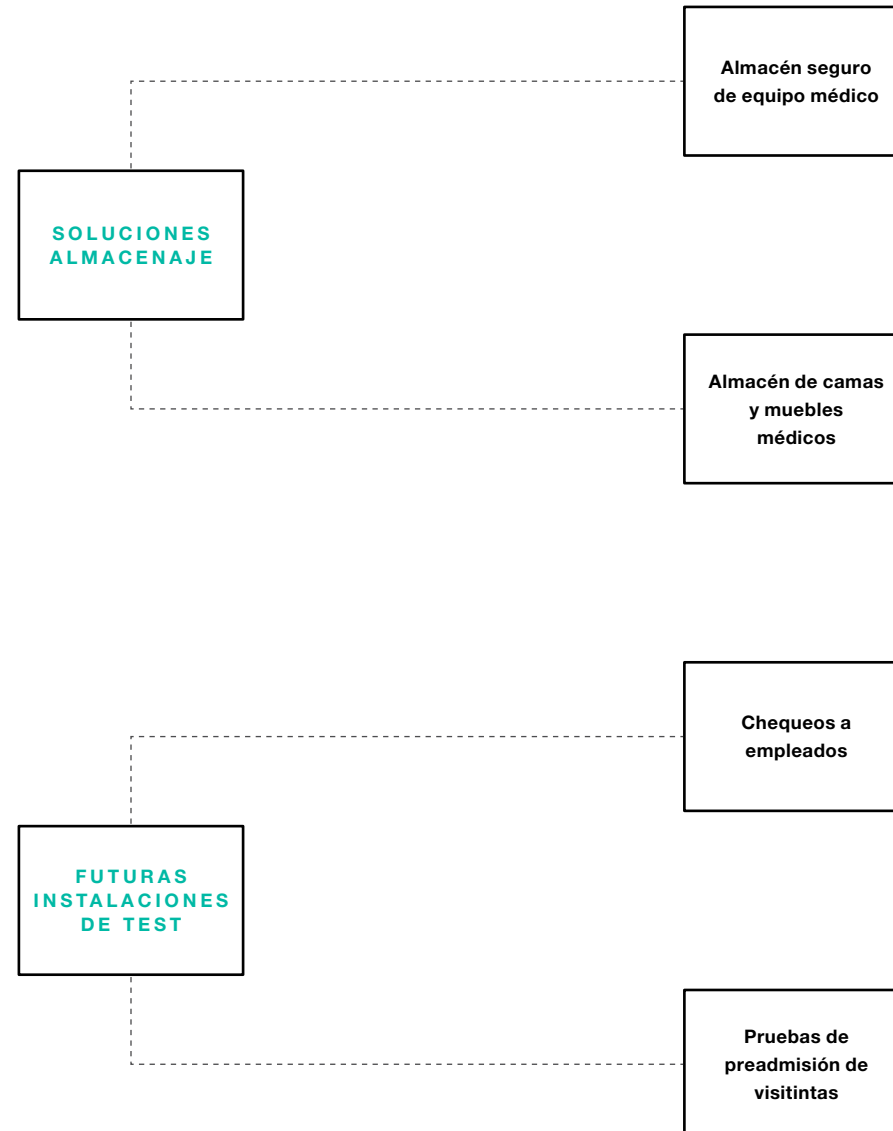 Almacén seguro
de equipo médico
SOLUCIONES
ALMACENAJE
Almacén de camas
y muebles
médicos
Chequeos a
empleados
FUTURAS
INSTALACIONES
DE TEST
Pruebas de
preadmisión de
visitintas